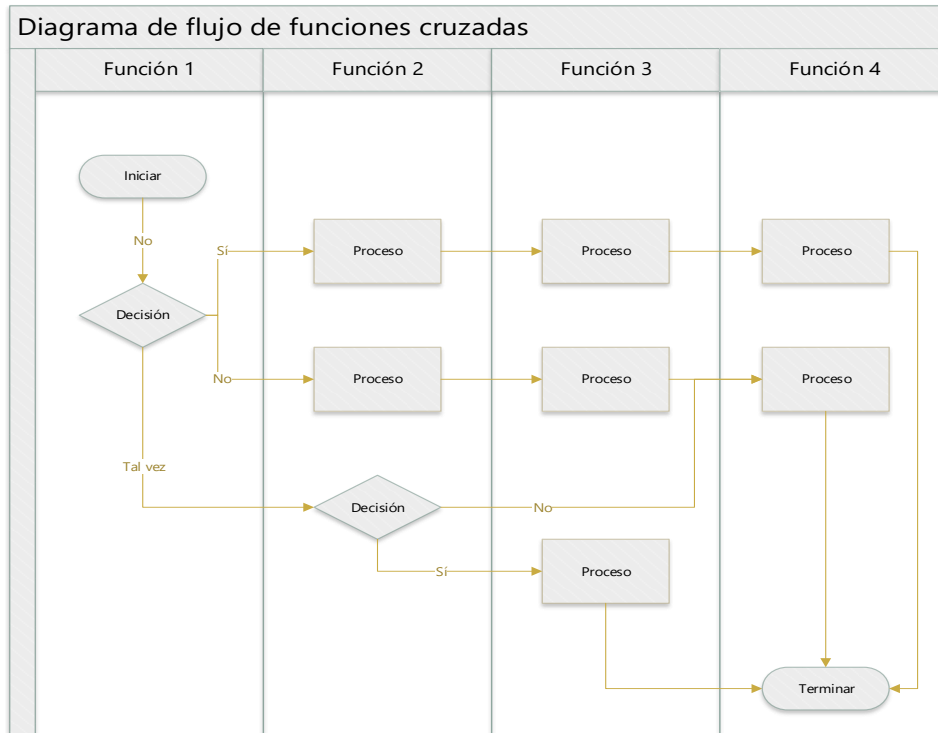 Diagrama de flujo de funciones cruzadas
Función 1
Función 2
Función 3
Función 4
Iniciar
No
Sí
Proceso
Proceso
Proceso
Decisión
No
Proceso
Proceso
Proceso
Tal vez
Decisión
No
Sí
Proceso
Terminar